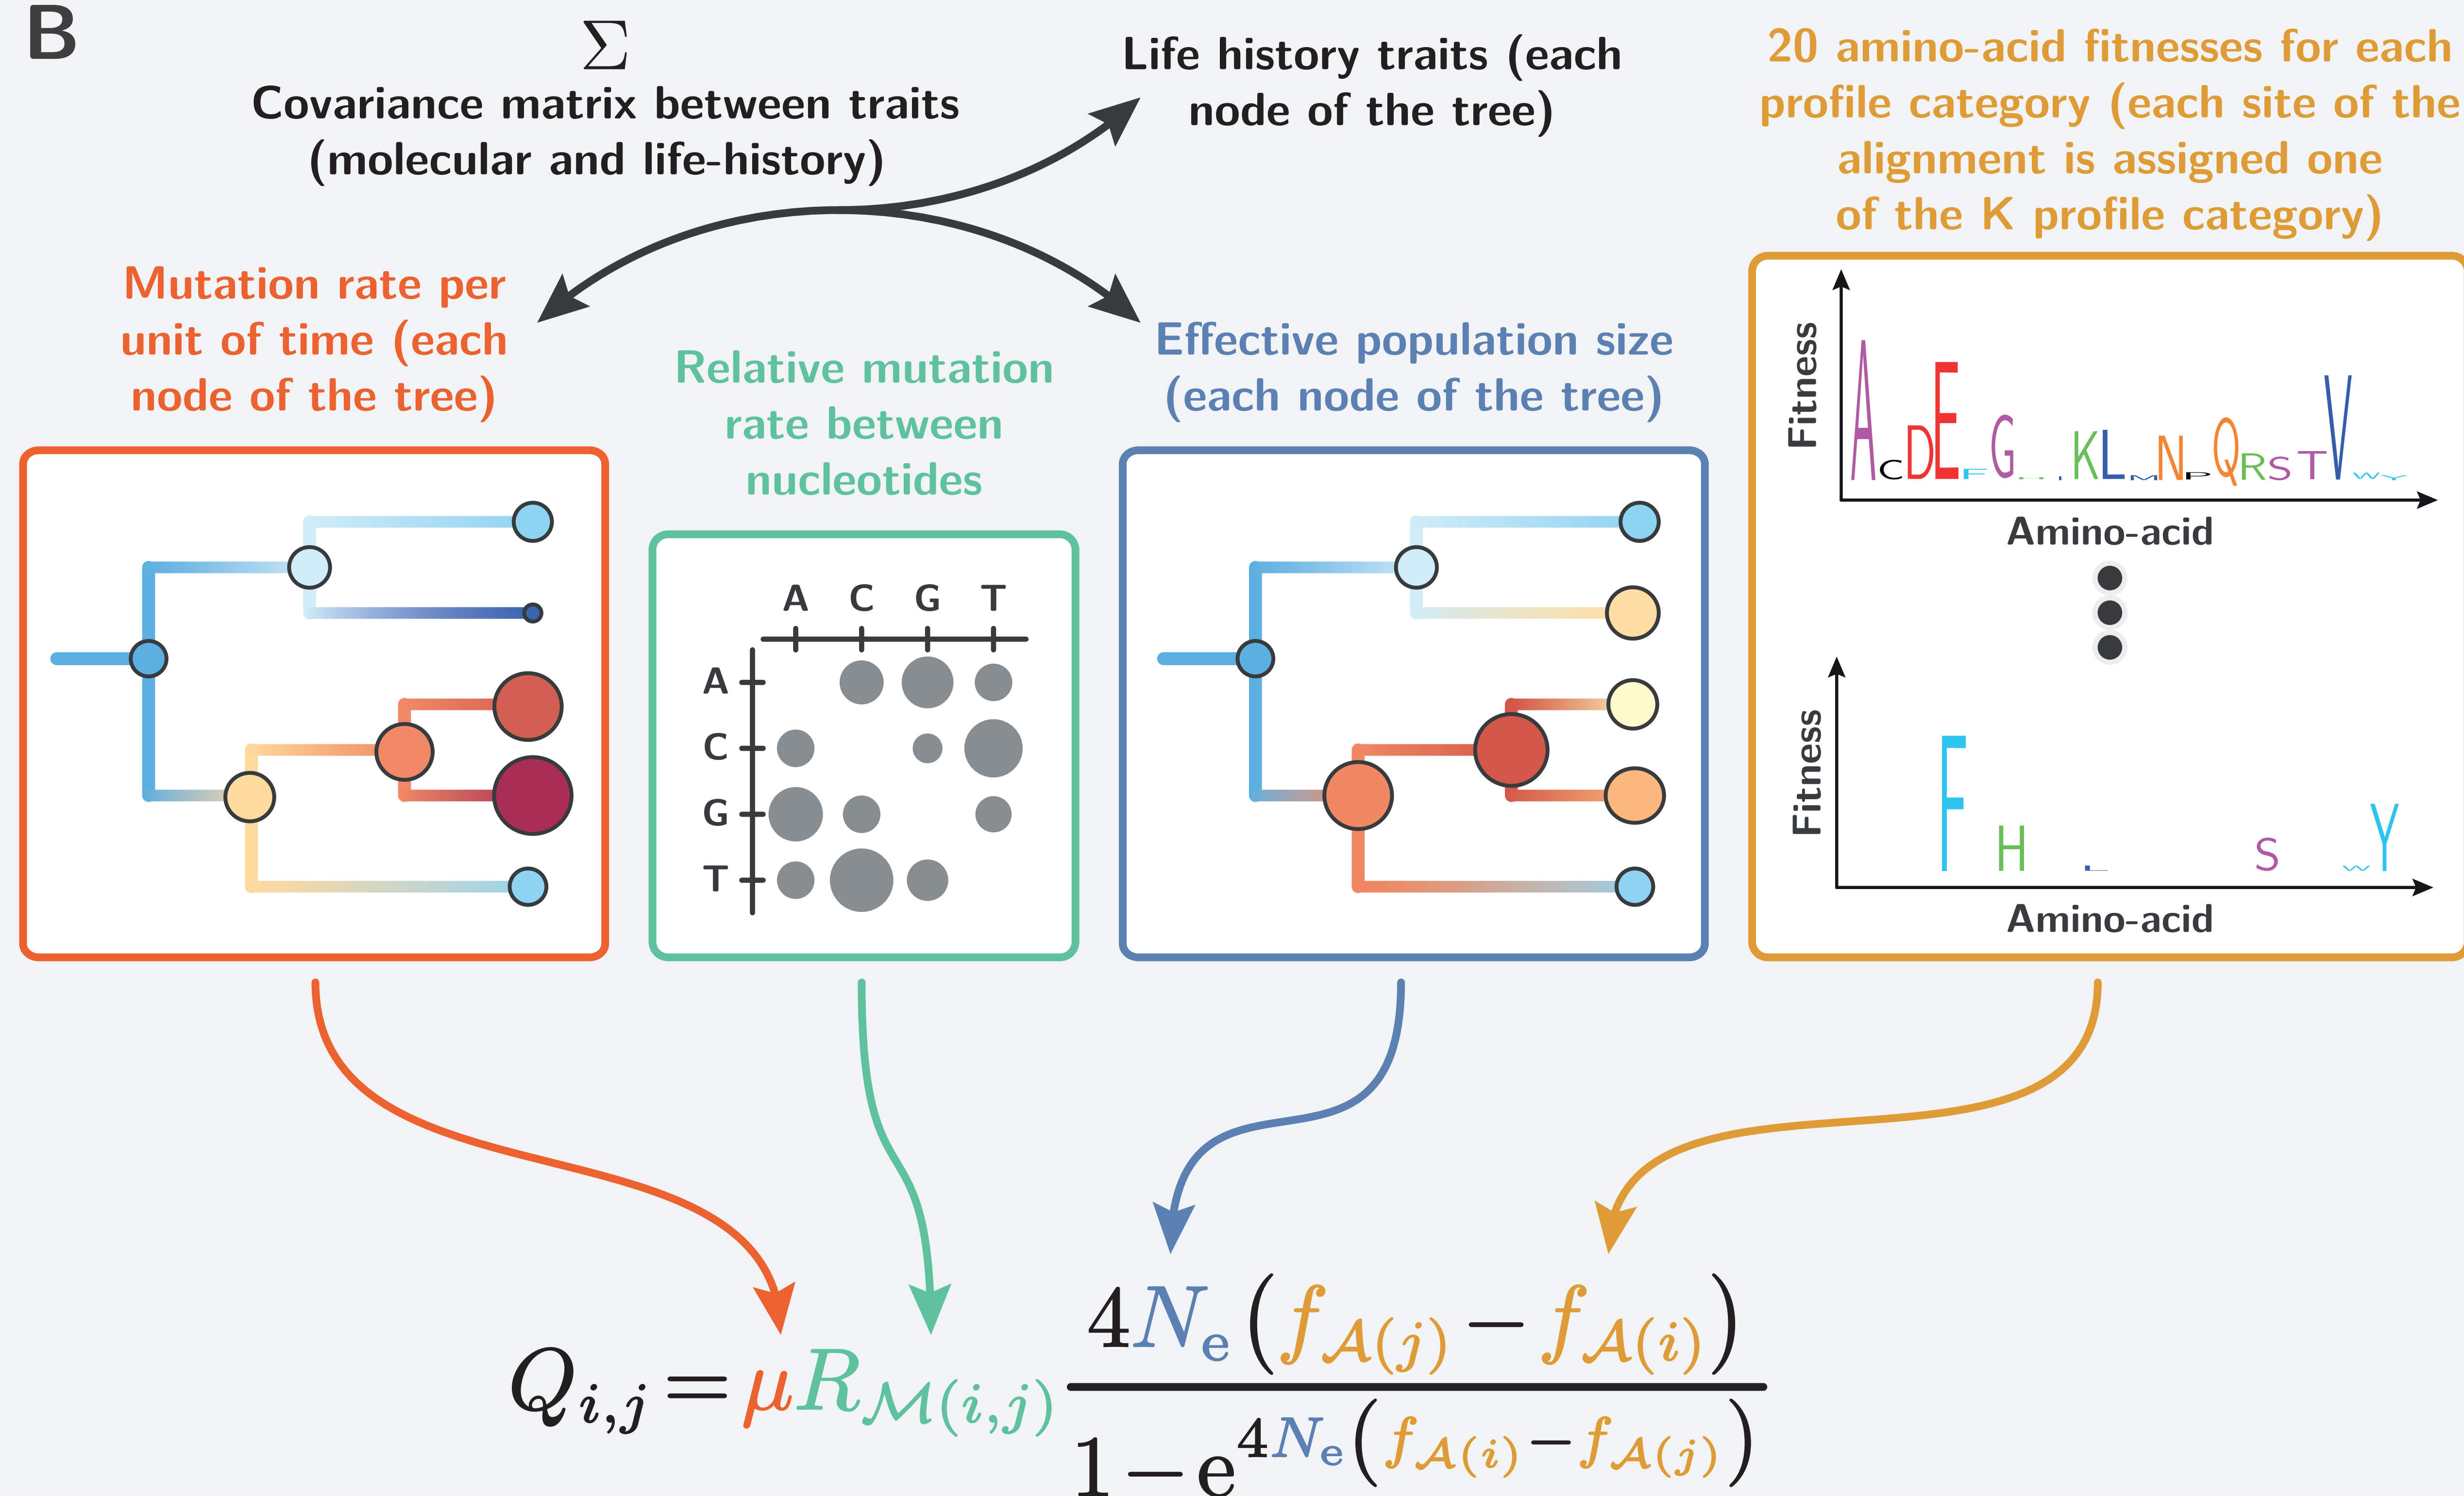 B
Σ
Covariance matrix between traits
(molecular and life-history)
Life history traits (each
node of the tree)
20 amino-acid fitnesses for each
profile category (each site of the
alignment is assigned one
of the K profile category)
Mutation rate per
unit of time (each
node of the tree)
Relative mutation
rate between
nucleotides
Effective population size
(each node of the tree)
A C G T
A
C
G
T
Fitness
A C D E F G H I K L M N P Q R S T V W Y
Amino-acid
Fitness
F H L S W Y
Amino-acid
Q_{i,j} = μ R_{ℳ(i,j)} \frac{4N_e (f_{𝒜(j)} − f_{𝒜(i)})}{1 − e^{4N_e (f_{𝒜(i)} − f_{𝒜(j)})}}